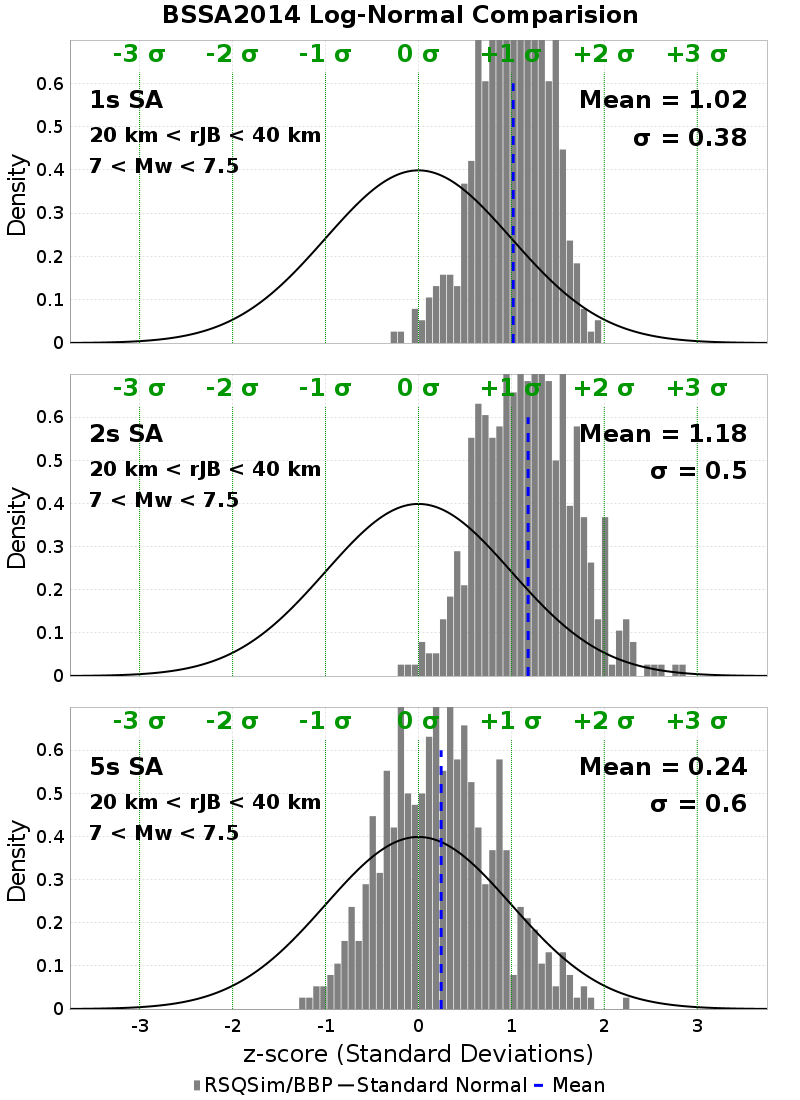 BSSA2014 Log-Normal Comparision
-3 σ -2 σ -1 σ 0 σ +1 σ +2 σ +3 σ
1s SA
Mean = 1.02
20 km < rJB < 40 km
σ = 0.38
7 < Mw < 7.5
Density
0.6
0.5
0.4
0.3
0.2
0.1
0
-3 σ -2 σ -1 σ 0 σ +1 σ +2 σ +3 σ
2s SA
Mean = 1.18
20 km < rJB < 40 km
σ = 0.5
7 < Mw < 7.5
Density
0.6
0.5
0.4
0.3
0.2
0.1
0
-3 σ -2 σ -1 σ 0 σ +1 σ +2 σ +3 σ
5s SA
Mean = 0.24
20 km < rJB < 40 km
σ = 0.6
7 < Mw < 7.5
Density
0.6
0.5
0.4
0.3
0.2
0.1
0
-3 -2 -1 0 1 2 3
z-score (Standard Deviations)
RSQSim/BBP Standard Normal Mean